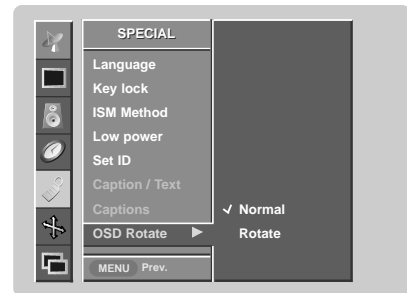 SPECIAL
Language
Key lock
ISM Method
Low power
Set ID
Caption / Text
Captions
✓ Normal
OSD Rotate ▶
Rotate
MENU Prev.